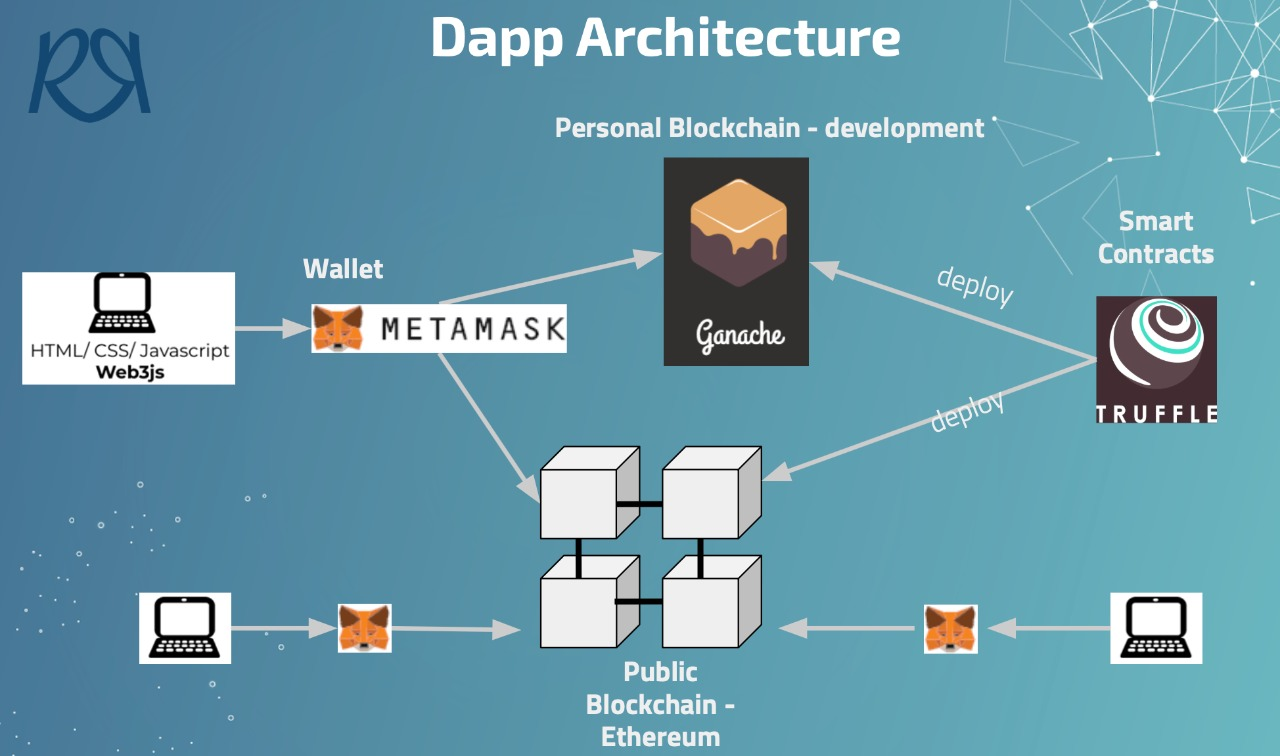 Dapp Architecture
Personal Blockchain - development
Smart
Contracts
Wallet
deploy
METAMASK
Ganache
HTML/ CSS/ Javascript
Web3js
deploy
TRUFFLE
Public
Blockchain -
Ethereum